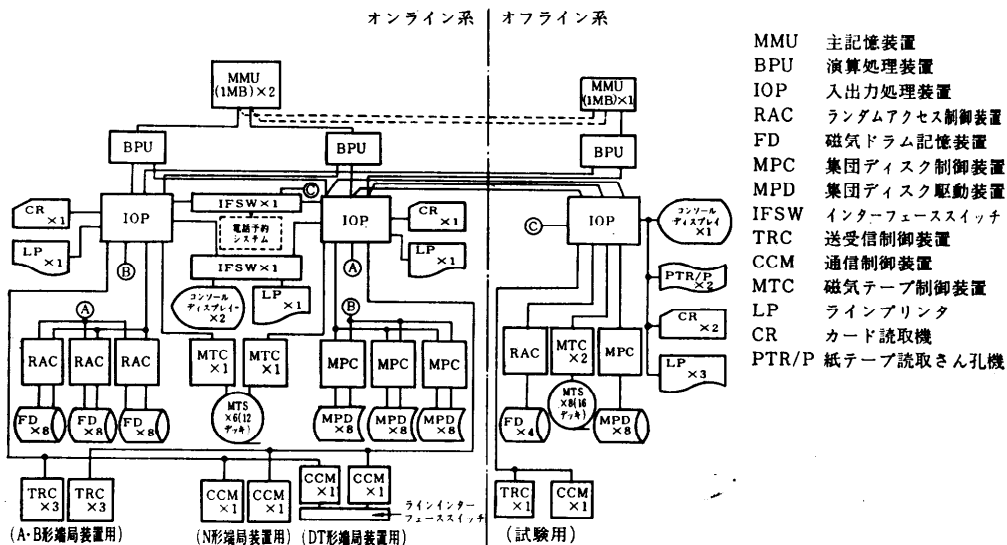 オンライン系
オフライン系
MMU
(1MB)×2
MMU
(1MB)×1
BPU
BPU
BPU
CR
×1
LP
×1
IOP
Ⓑ
IFSW×1
Ⓒ
電話予約
システム
IFSW×1
コンソール
ディスプレイー
×2
LP
×1
IOP
Ⓐ
CR
×1
LP
×1
Ⓒ
IOP
コンソール
ディスプレイ
×1
PTR/P
×2
CR
×2
LP
×3
Ⓐ
RAC
RAC
RAC
FD
×8
FD
×8
FD
×8
MTC
×1
MTC
×1
MTS
×6(12
デッキ)
Ⓑ
MPC
MPC
MPC
MPD
×8
MPD
×8
MPD
×8
RAC
MTC
×2
MPC
FD
×4
MTS
×8(16
デッキ)
MPD
×8
TRC
×3
TRC
×3
CCM
×1
CCM
×1
CCM
×1
CCM
×1
ラインインター
フェーススイッチ
TRC
×1
CCM
×1
(A・B形端局装置用)
(N形端局装置用)
(DT形端局装置用)
(試験用)
MMU 主記憶装置
BPU 演算処理装置
IOP 入出力処理装置
RAC ランダムアクセス制御装置
FD 磁気ドラム記憶装置
MPC 集団ディスク制御装置
MPD 集団ディスク駆動装置
IFSW インターフェーススイッチ
TRC 送受信制御装置
CCM 通信制御装置
MTC 磁気テープ制御装置
LP ラインプリンタ
CR カード読取機
PTR/P 紙テープ読取さん孔機